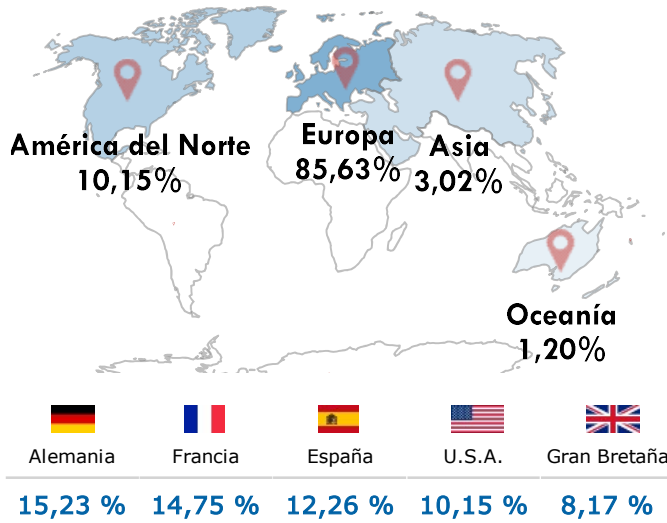 América del Norte
10,15%
Europa
85,63%
Asia
3,02%
Oceanía
1,20%
Alemania Francia España U.S.A. Gran Bretaña
15,23 % 14,75 % 12,26 % 10,15 % 8,17 %